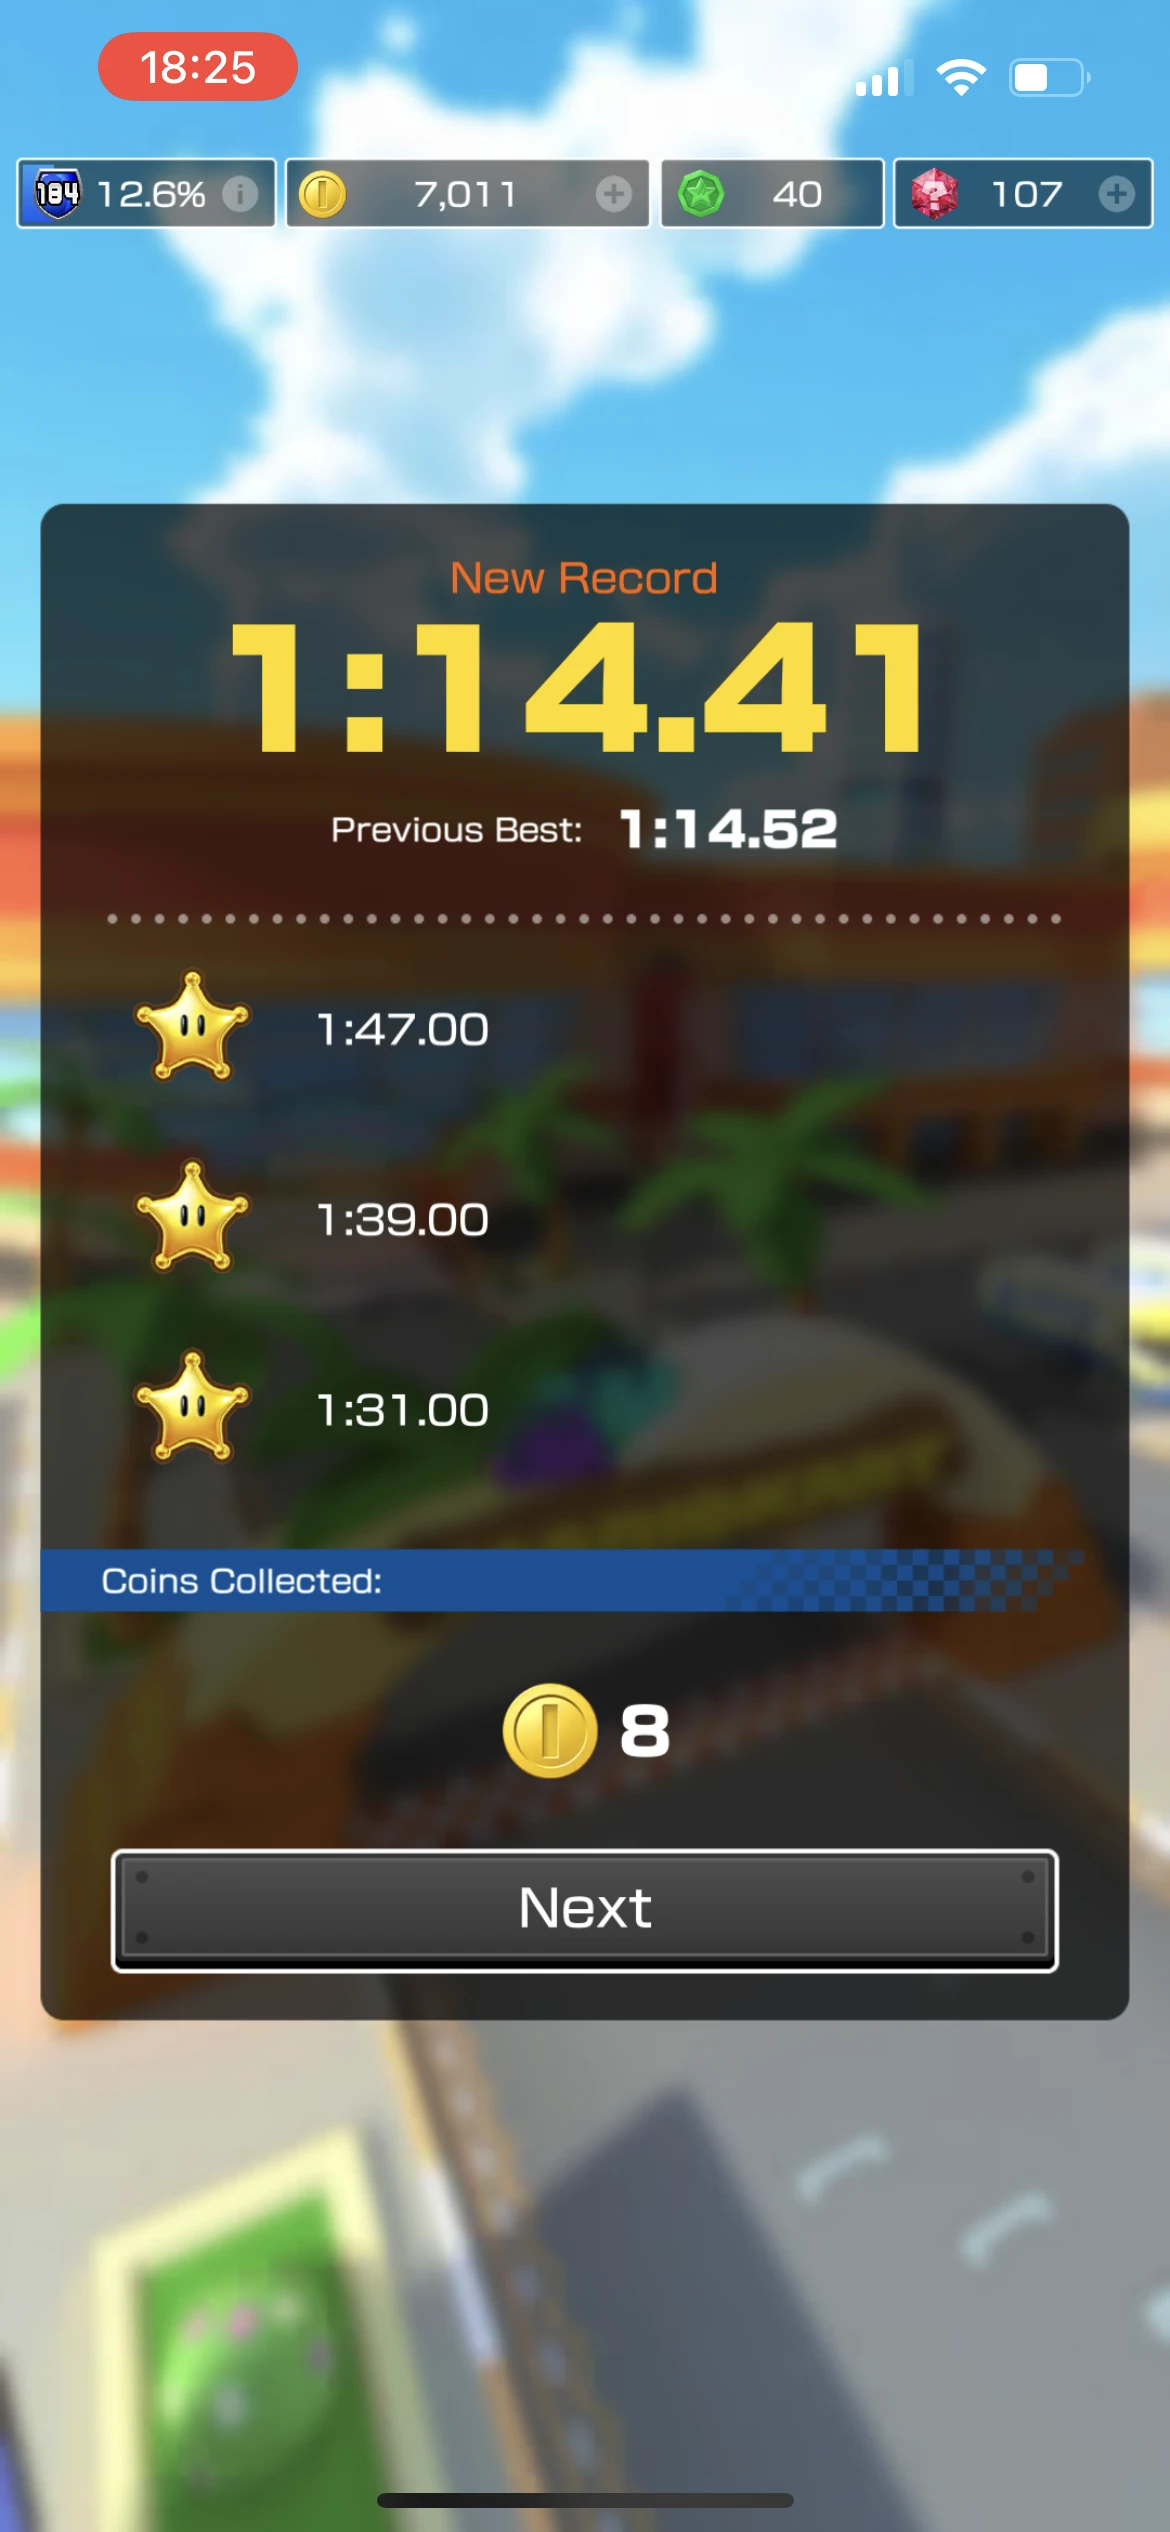 18:25
184 12.6% i 7,011 + 40 ? 107 +
New Record
1:14.41
Previous Best: 1:14.52
1:47.00
1:39.00
1:31.00
Coins Collected:
8
Next